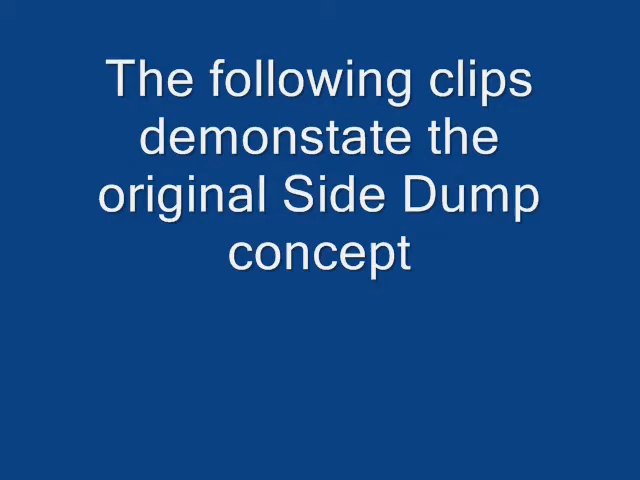 The following clips
demonstate the
original Side Dump
concept